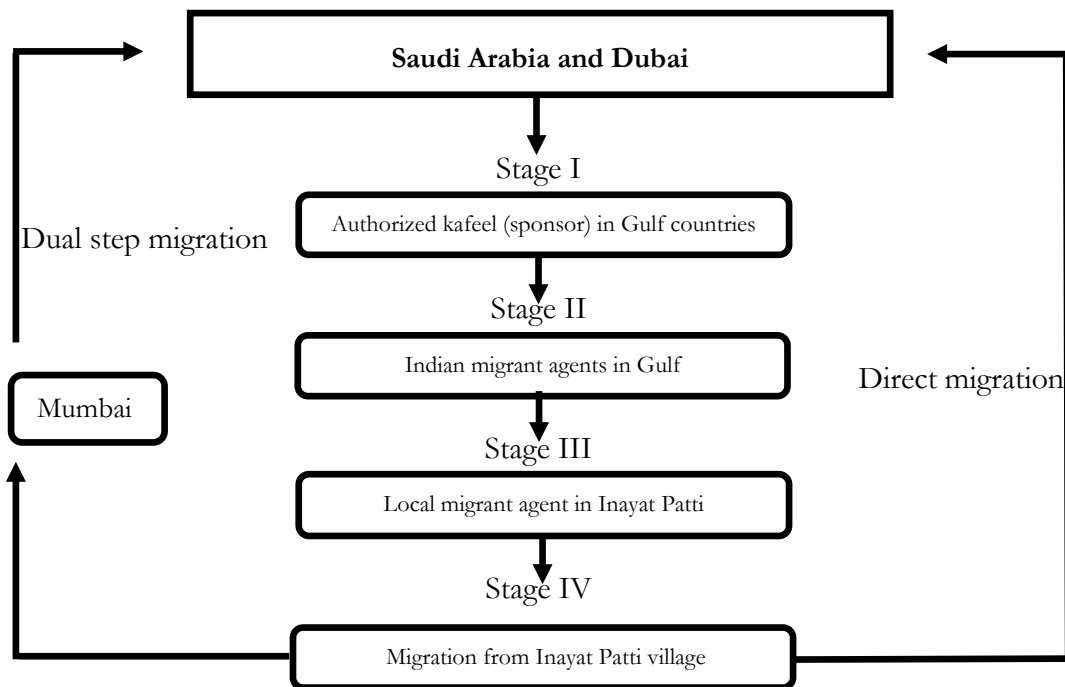 Saudi Arabia and Dubai
Stage I
Authorized kafeel (sponsor) in Gulf countries
Dual step migration
Stage II
Indian migrant agents in Gulf
Direct migration
Mumbai
Stage III
Local migrant agent in Inayat Patti
Stage IV
Migration from Inayat Patti village